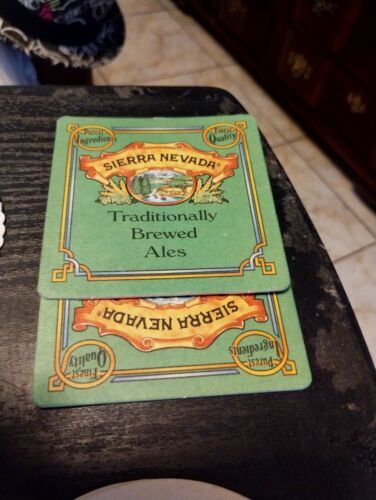 Purest
Ingredients
Finest
Quality
SIERRA NEVADA®
Traditionally
Brewed
Ales
SIERRA NEVADA®
Purest
Ingredients
Finest
Quality